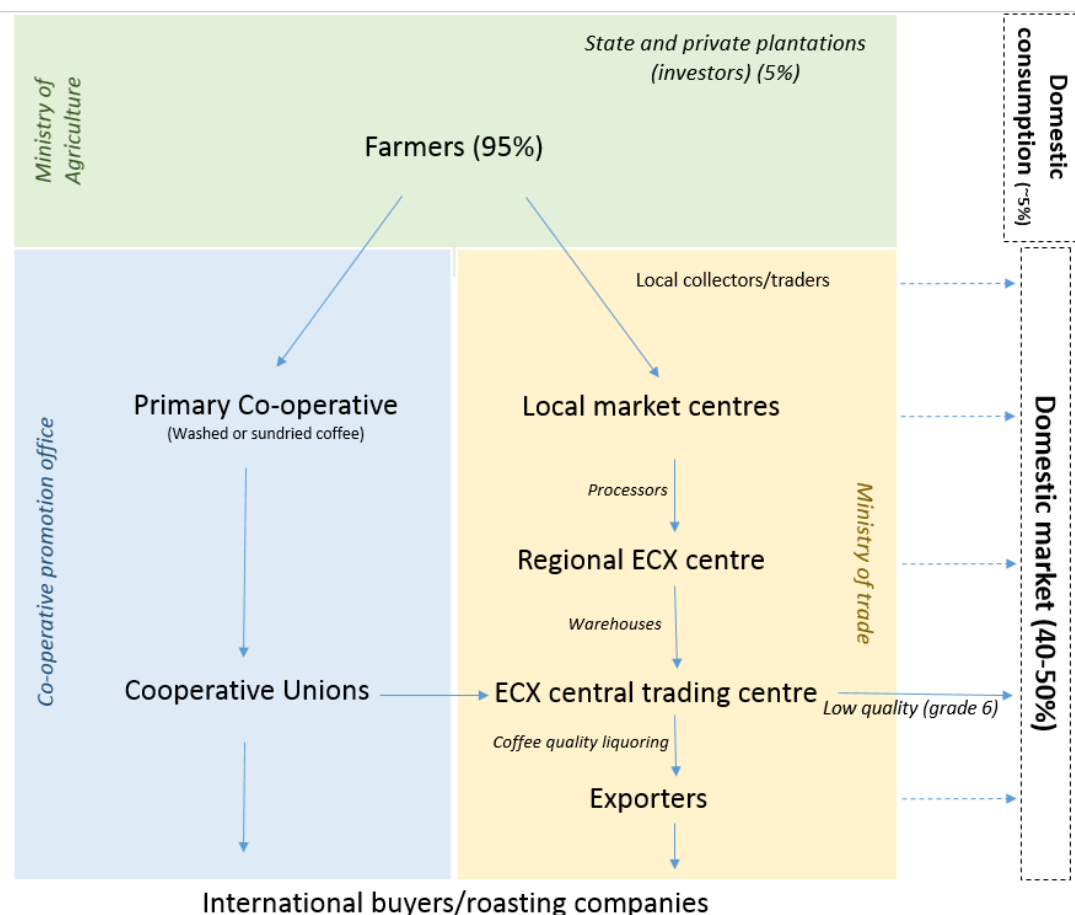 State and private plantations
(investors) (5%)
Ministry of
Agriculture
Farmers (95%)
Domestic
consumption (~5%)
Local collectors/traders
Primary Co-operative
(Washed or sundried coffee)
Local market centres
Co-operative promotion office
Processors
Ministry of trade
Regional ECX centre
Warehouses
Domestic market (40-50%)
Cooperative Unions
ECX central trading centre
Low quality (grade 6)
Coffee quality liquoring
Exporters
International buyers/roasting companies